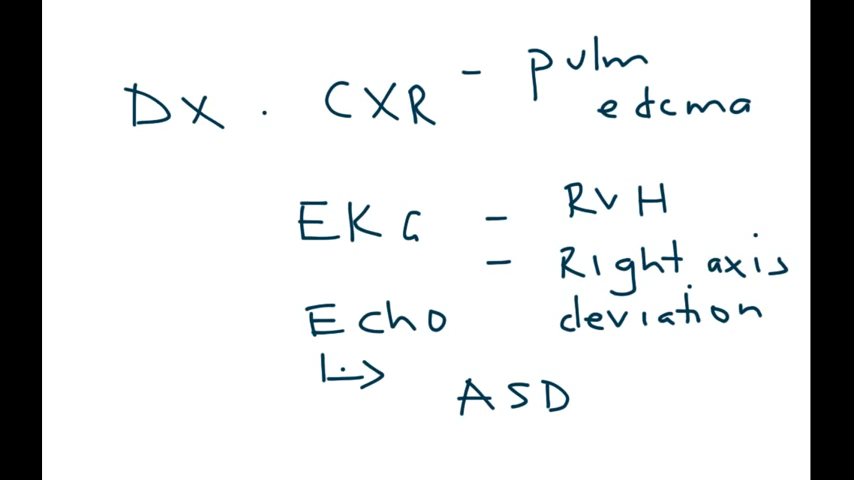 DX . CXR - pulm
edema
EKG - RVH
- Right axis
Echo deviation
↳ ASD